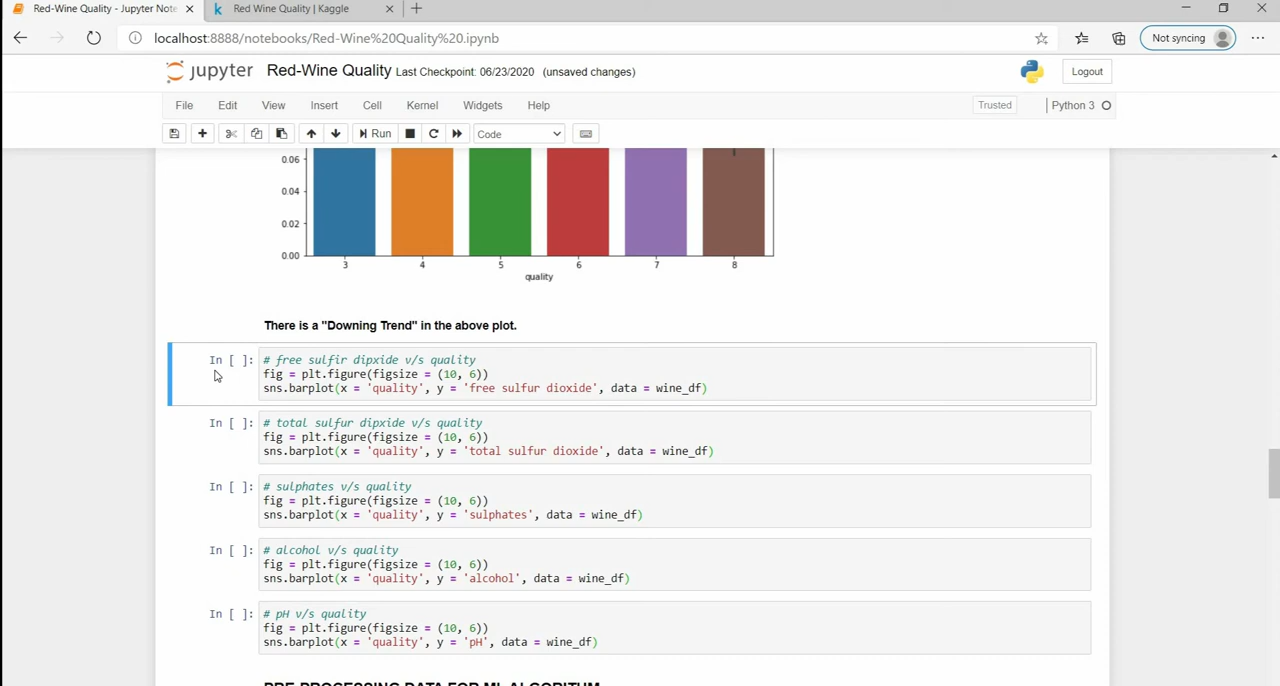 Red-Wine Quality - Jupyter Note
Red Wine Quality | Kaggle
localhost:8888/notebooks/Red-Wine%20Quality%20.ipynb
Not syncing
jupyter Red-Wine Quality Last Checkpoint: 06/23/2020 (unsaved changes)
Logout
File Edit View Insert Cell Kernel Widgets Help
Trusted
Python 3
Run
Code
0.06
0.04
0.02
0.00
3 4 5 6 7 8
quality
There is a "Downing Trend" in the above plot.
In [ ]: # free sulfir dipxide v/s quality
fig = plt.figure(figsize = (10, 6))
sns.barplot(x = 'quality', y = 'free sulfur dioxide', data = wine_df)
In [ ]: # total sulfur dipxide v/s quality
fig = plt.figure(figsize = (10, 6))
sns.barplot(x = 'quality', y = 'total sulfur dioxide', data = wine_df)
In [ ]: # sulphates v/s quality
fig = plt.figure(figsize = (10, 6))
sns.barplot(x = 'quality', y = 'sulphates', data = wine_df)
In [ ]: # alcohol v/s quality
fig = plt.figure(figsize = (10, 6))
sns.barplot(x = 'quality', y = 'alcohol', data = wine_df)
In [ ]: # pH v/s quality
fig = plt.figure(figsize = (10, 6))
sns.barplot(x = 'quality', y = 'pH', data = wine_df)
PRE PROCESSING DATA FOR ML ALGORITUM